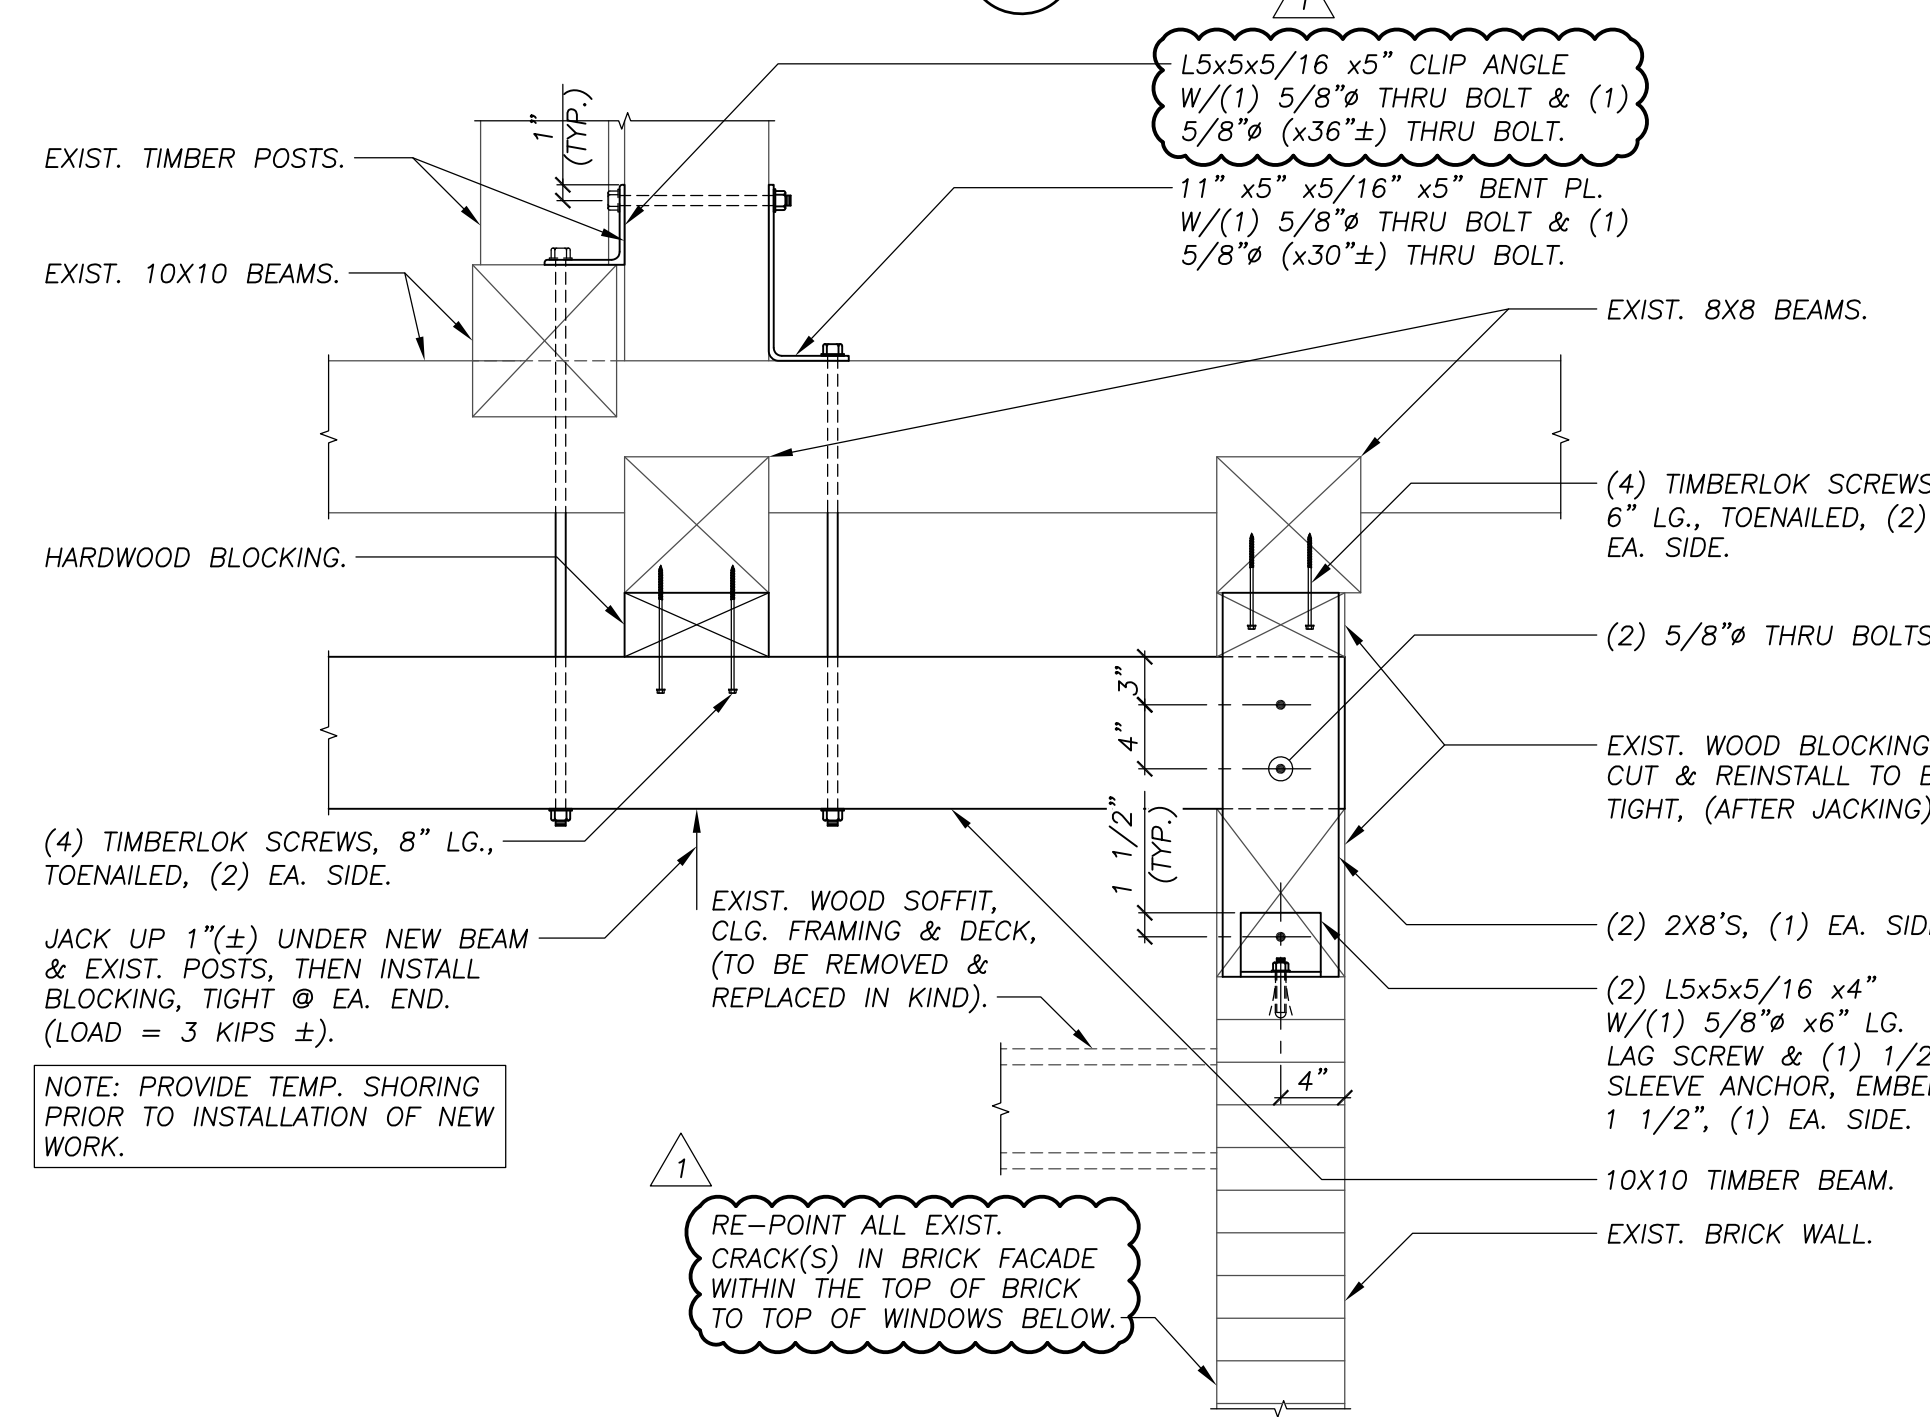 1
L5x5x5/16 x5" CLIP ANGLE
W/(1) 5/8"ø THRU BOLT & (1)
5/8"ø (x36"±) THRU BOLT.
1"
(TYP.)
EXIST. TIMBER POSTS.
11" x5" x5/16" x5" BENT PL.
W/(1) 5/8"ø THRU BOLT & (1)
5/8"ø (x30"±) THRU BOLT.
EXIST. 10X10 BEAMS.
EXIST. 8X8 BEAMS.
(4) TIMBERLOK SCREWS
6" LG., TOENAILED, (2)
EA. SIDE.
HARDWOOD BLOCKING.
(2) 5/8"ø THRU BOLTS
3"
4"
1 1/2"
(TYP.)
EXIST. WOOD BLOCKING
CUT & REINSTALL TO
TIGHT, (AFTER JACKING)
(4) TIMBERLOK SCREWS, 8" LG.,
TOENAILED, (2) EA. SIDE.
EXIST. WOOD SOFFIT,
CLG. FRAMING & DECK,
(TO BE REMOVED &
REPLACED IN KIND).
(2) 2X8'S, (1) EA.
JACK UP 1"(±) UNDER NEW BEAM
& EXIST. POSTS, THEN INSTALL
BLOCKING, TIGHT @ EA. END.
(LOAD = 3 KIPS ±).
(2) L5x5x5/16 x4"
W/(1) 5/8"ø x6" LG.
LAG SCREW & (1)
SLEEVE ANCHOR,
1 1/2", (1) EA. SIDE.
NOTE: PROVIDE TEMP. SHORING
PRIOR TO INSTALLATION OF NEW
WORK.
4"
1
10X10 TIMBER BEAM.
RE-POINT ALL EXIST.
CRACK(S) IN BRICK FACADE
WITHIN THE TOP OF BRICK
TO TOP OF WINDOWS BELOW.
EXIST. BRICK WALL.